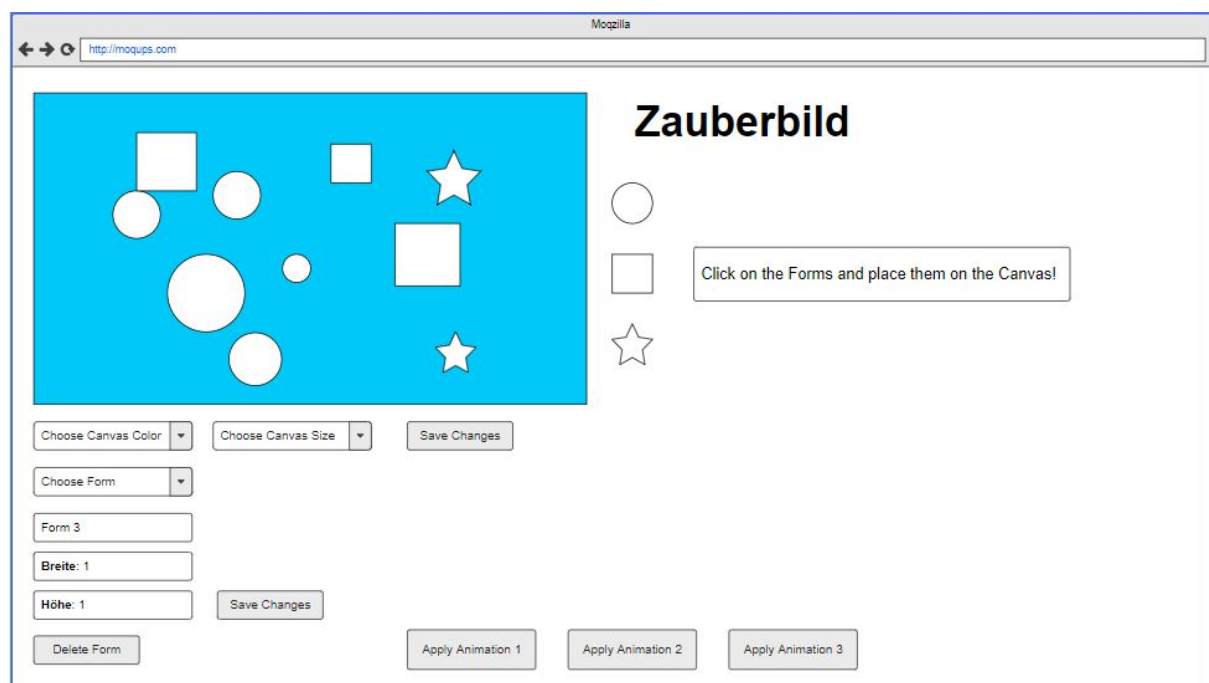 Moqzilla
http://moqups.com
Zauberbild
Click on the Forms and place them on the Canvas!
Choose Canvas Color
Choose Canvas Size
Save Changes
Choose Form
Form 3
Breite: 1
Höhe: 1
Save Changes
Delete Form
Apply Animation 1
Apply Animation 2
Apply Animation 3